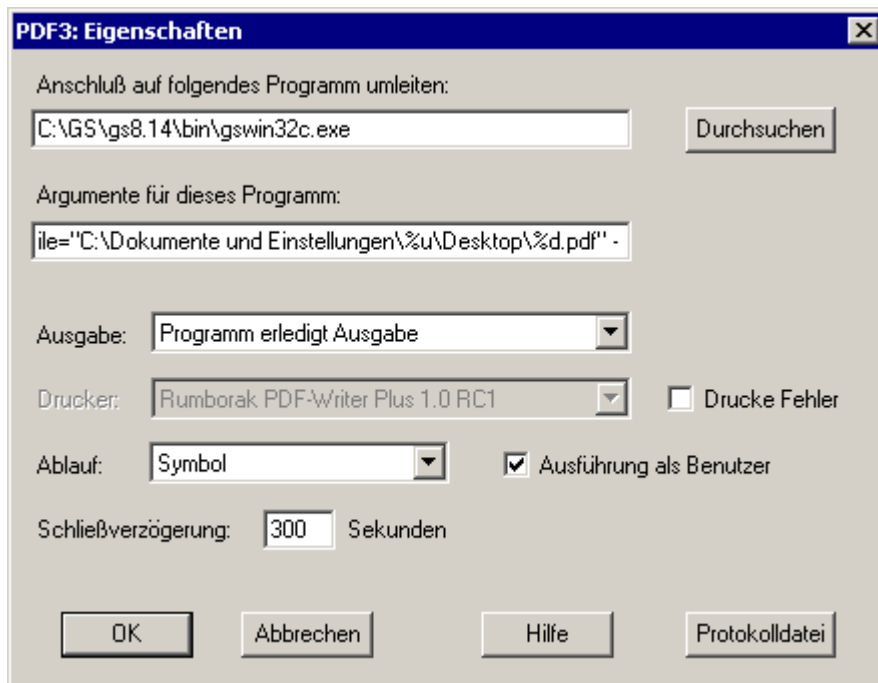 PDF3: Eigenschaften
Anschluß auf folgendes Programm umleiten:
C:\GS\gs8.14\bin\gswin32c.exe
Durchsuchen
Argumente für dieses Programm:
ile="C:\Dokumente und Einstellungen\%u\Desktop\%d.pdf" -
Ausgabe: Programm erledigt Ausgabe
Drucker: Rumborak PDF-Writer Plus 1.0 RC1 Drucke Fehler
Ablauf: Symbol Ausführung als Benutzer
Schließverzögerung: 300 Sekunden
OK Abbrechen Hilfe Protokolldatei